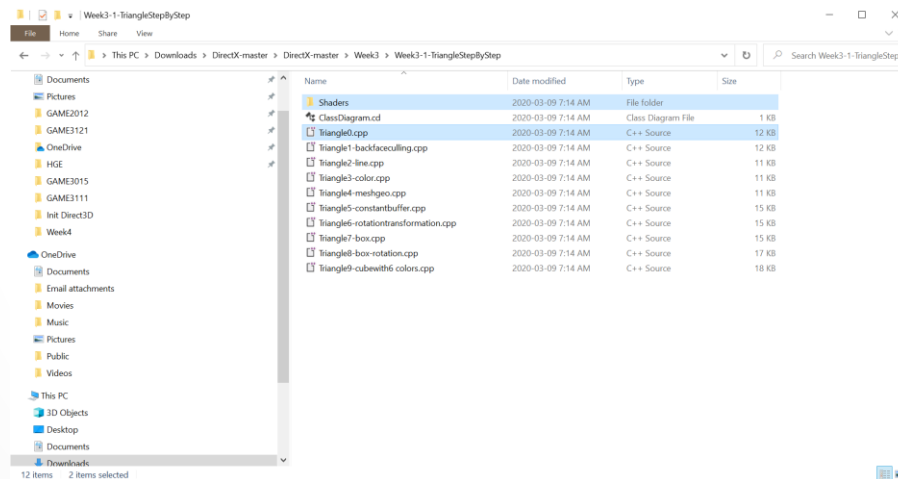 Week3-1-TriangleStepByStep
File Home Share View
This PC > Downloads > DirectX-master > DirectX-master > Week3 > Week3-1-TriangleStepByStep
Search Week3-1-TriangleStep
Documents
Pictures
GAME2012
GAME3121
OneDrive
HGE
GAME3015
GAME3111
Init Direct3D
Week4
OneDrive
Documents
Email attachments
Movies
Music
Pictures
Public
Videos
This PC
3D Objects
Desktop
Documents
Downloads
Name Date modified Type Size
Shaders 2020-03-09 7:14 AM File folder
ClassDiagram.cd 2020-03-09 7:14 AM Class Diagram File 1 KB
Triangle0.cpp 2020-03-09 7:14 AM C++ Source 12 KB
Triangle1-backfaceculling.cpp 2020-03-09 7:14 AM C++ Source 12 KB
Triangle2-line.cpp 2020-03-09 7:14 AM C++ Source 11 KB
Triangle3-color.cpp 2020-03-09 7:14 AM C++ Source 11 KB
Triangle4-meshgeo.cpp 2020-03-09 7:14 AM C++ Source 11 KB
Triangle5-constantbuffer.cpp 2020-03-09 7:14 AM C++ Source 15 KB
Triangle6-rotationtransformation.cpp 2020-03-09 7:14 AM C++ Source 15 KB
Triangle7-box.cpp 2020-03-09 7:14 AM C++ Source 15 KB
Triangle8-box-rotation.cpp 2020-03-09 7:14 AM C++ Source 17 KB
Triangle9-cubewith6 colors.cpp 2020-03-09 7:14 AM C++ Source 18 KB
12 items 2 items selected